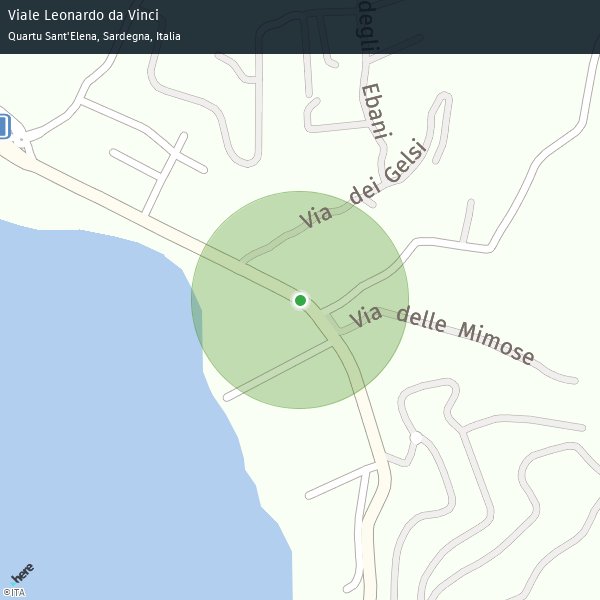 Viale Leonardo da Vinci
Quartu Sant'Elena, Sardegna, Italia
degli
Ebani
Via dei Gelsi
Via delle Mimose
here
©ITA